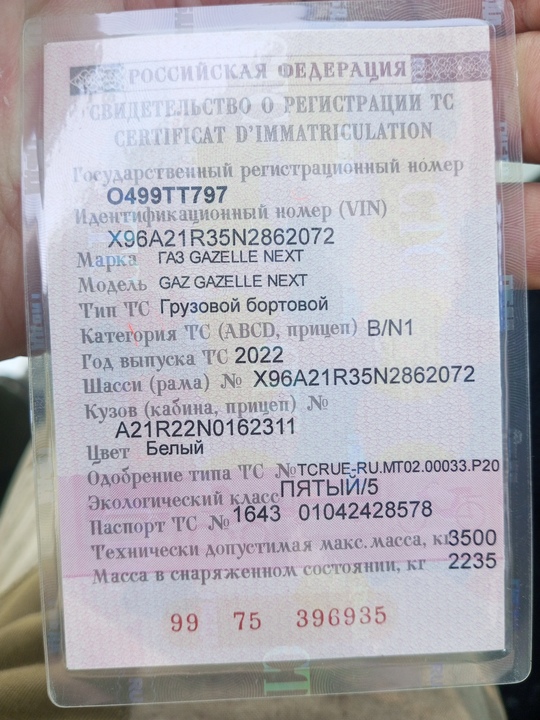 РОССИЙСКАЯ ФЕДЕРАЦИЯ
СВИДЕТЕЛЬСТВО О РЕГИСТРАЦИИ ТС
CERTIFICAT D'IMMATRICULATION
Государственный регистрационный номер
О499ТТ797
Идентификационный номер (VIN)
X96A21R35N2862072
Марка ГАЗ GAZELLE NEXT
Модель GAZ GAZELLE NEXT
Тип ТС Грузовой бортовой
Категория ТС (ABCD, прицеп) B/N1
Год выпуска ТС 2022
Шасси (рама) № X96A21R35N2862072
Кузов (кабина, прицеп) №
A21R22N0162311
Цвет Белый
Одобрение типа ТС №TCRUE-RU.MT02.00033.P20
Экологический класс ПЯТЫЙ/5
Паспорт ТС № 1643 01042428578
Технически допустимая макс. масса, кг 3500
Масса в снаряженном состоянии, кг 2235
99 75 396935